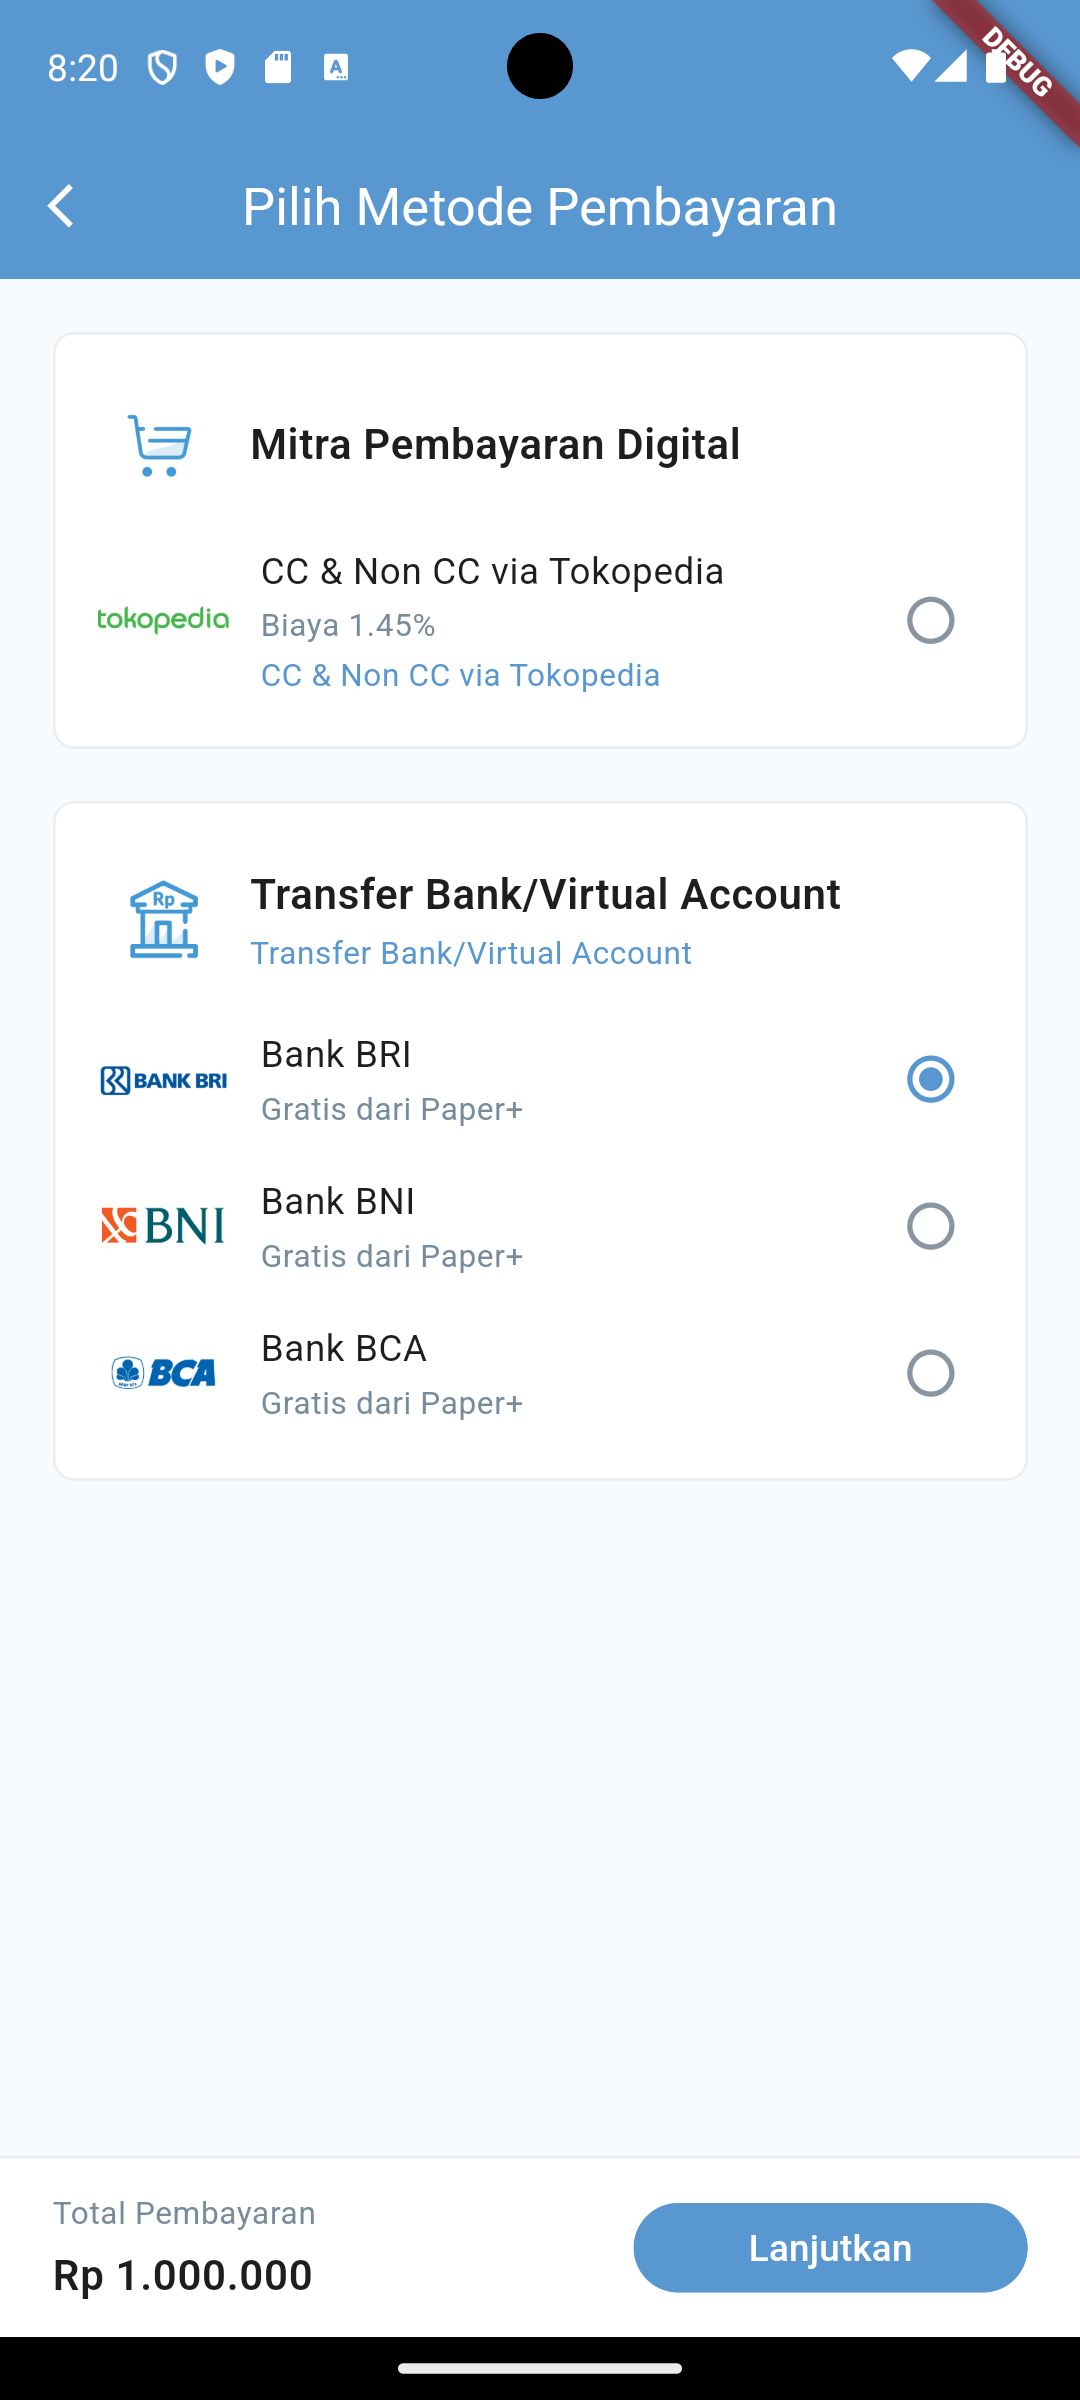 8:20
DEBUG
Pilih Metode Pembayaran
Mitra Pembayaran Digital
tokopedia
CC & Non CC via Tokopedia
Biaya 1.45%
CC & Non CC via Tokopedia
Rp
Transfer Bank/Virtual Account
Transfer Bank/Virtual Account
BANK BRI
Bank BRI
Gratis dari Paper+
BNI
Bank BNI
Gratis dari Paper+
BCA
Bank BCA
Gratis dari Paper+
Total Pembayaran
Rp 1.000.000
Lanjutkan